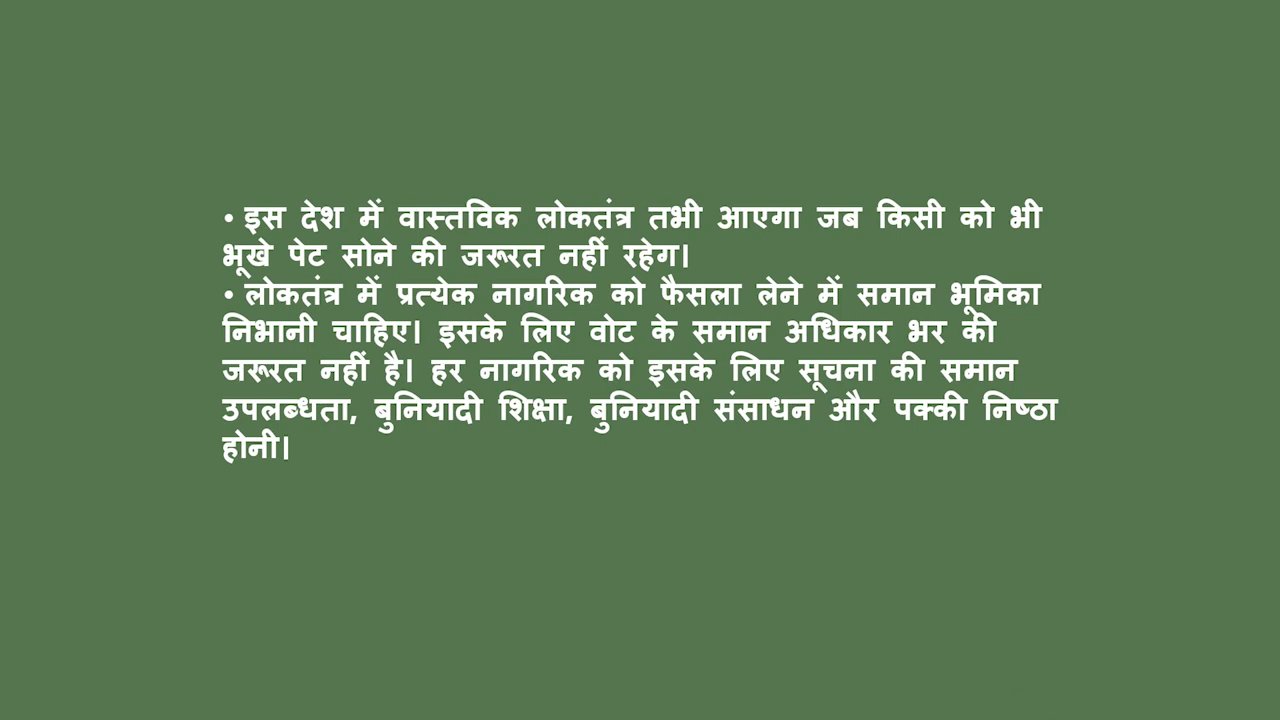 • इस देश में वास्तविक लोकतंत्र तभी आएगा जब किसी को भी
भूखे पेट सोने की जरूरत नहीं रहेग।
• लोकतंत्र में प्रत्येक नागरिक को फैसला लेने में समान भूमिका
निभानी चाहिए। इसके लिए वोट के समान अधिकार भर की
जरूरत नहीं है। हर नागरिक को इसके लिए सूचना की समान
उपलब्धता, बुनियादी शिक्षा, बुनियादी संसाधन और पक्की निष्ठा
होनी।